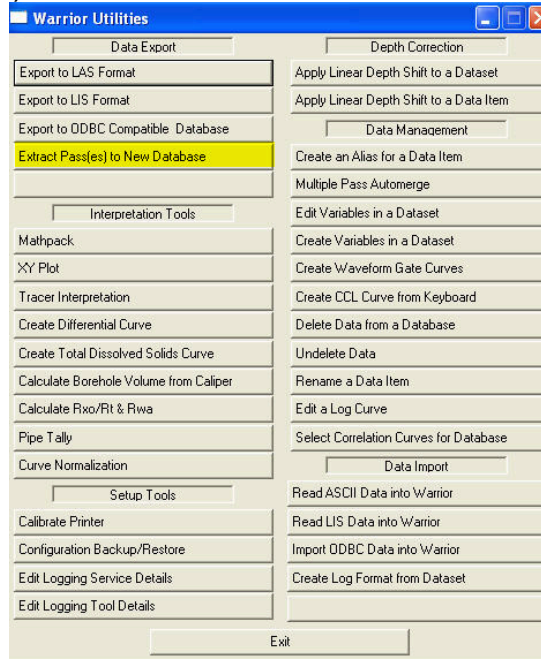 Warrior Utilities
Data Export
Export to LAS Format
Export to LIS Format
Export to ODBC Compatible Database
Extract Pass(es) to New Database
Interpretation Tools
Mathpack
XY Plot
Tracer Interpretation
Create Differential Curve
Create Total Dissolved Solids Curve
Calculate Borehole Volume from Caliper
Calculate Rxo/Rt & Rwa
Pipe Tally
Curve Normalization
Setup Tools
Calibrate Printer
Configuration Backup/Restore
Edit Logging Service Details
Edit Logging Tool Details
Depth Correction
Apply Linear Depth Shift to a Dataset
Apply Linear Depth Shift to a Data Item
Data Management
Create an Alias for a Data Item
Multiple Pass Automerge
Edit Variables in a Dataset
Create Variables in a Dataset
Create Waveform Gate Curves
Create CCL Curve from Keyboard
Delete Data from a Database
Undelete Data
Rename a Data Item
Edit a Log Curve
Select Correlation Curves for Database
Data Import
Read ASCII Data into Warrior
Read LIS Data into Warrior
Import ODBC Data into Warrior
Create Log Format from Dataset
Exit